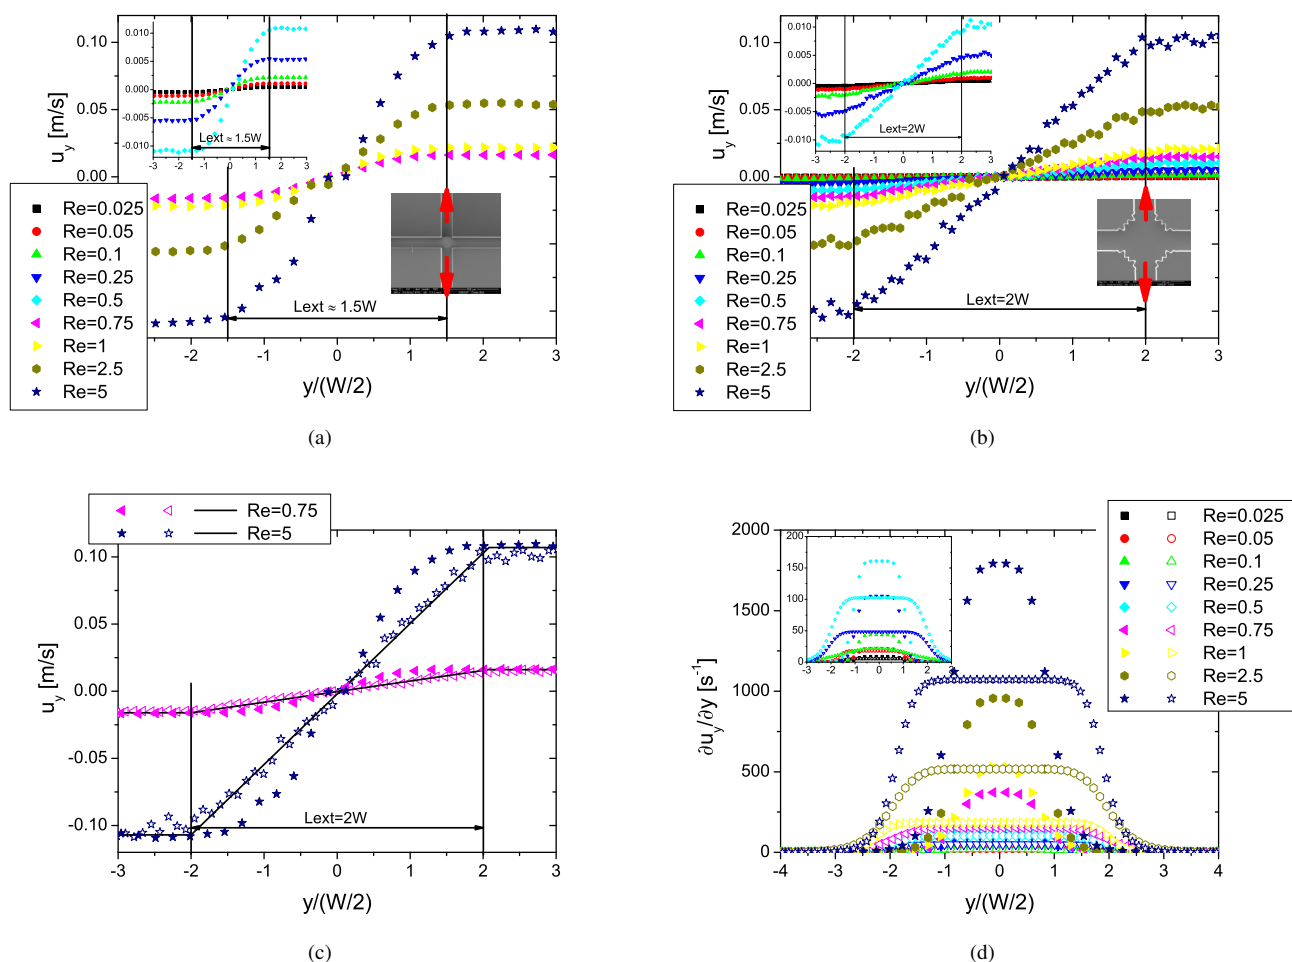 0.10
0.05
0.00
-0.05
-0.10
u_y [m/s]
0.010
0.005
0.000
-0.005
-0.010
-3 -2 -1 0 1 2 3
Lext ≈ 1.5W
Re=0.025
Re=0.05
Re=0.1
Re=0.25
Re=0.5
Re=0.75
Re=1
Re=2.5
Re=5
Lext ≈ 1.5W
-2 -1 0 1 2 3
y/(W/2)
(a)
0.10
0.05
0.00
u_y [m/s]
0.010
0.005
0.000
-0.005
-0.010
-3 -2 -1 0 1 2 3
Lext=2W
Re=0.025
Re=0.05
Re=0.1
Re=0.25
Re=0.5
Re=0.75
Re=1
Re=2.5
Re=5
Lext=2W
-2 -1 0 1 2 3
y/(W/2)
(b)
Re=0.75
Re=5
0.10
0.05
0.00
-0.05
-0.10
u_y [m/s]
Lext=2W
-3 -2 -1 0 1 2 3
y/(W/2)
(c)
2000
1500
1000
500
0
∂u_y/∂y [s⁻¹]
200
150
100
50
0
-3 -2 -1 0 1 2 3
Re=0.025
Re=0.05
Re=0.1
Re=0.25
Re=0.5
Re=0.75
Re=1
Re=2.5
Re=5
-4 -3 -2 -1 0 1 2 3 4
y/(W/2)
(d)